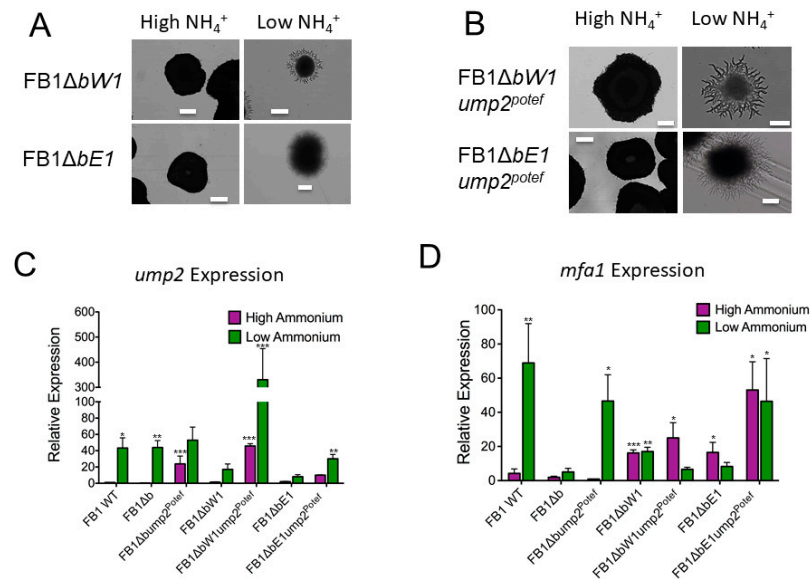 A
High NH₄⁺ Low NH₄⁺
FB1ΔbW1
FB1ΔbE1
B
High NH₄⁺ Low NH₄⁺
FB1ΔbW1
ump2ᵖᵒᵗᵉᶠ
FB1ΔbE1
ump2ᵖᵒᵗᵉᶠ
C
ump2 Expression
High Ammonium
Low Ammonium
Relative Expression
600
500
400
300
100
80
60
40
20
0
*
**
***
***
***
**
FB1 WT
FB1Δb
FB1Δbump2ᴾᵒᵗᵉᶠ
FB1ΔbW1
FB1ΔbW1ump2ᴾᵒᵗᵉᶠ
FB1ΔbE1
FB1ΔbE1ump2ᴾᵒᵗᵉᶠ
D
mfa1 Expression
High Ammonium
Low Ammonium
Relative Expression
100
80
60
40
20
0
**
*
***
**
*
*
*
*
FB1 WT
FB1Δb
FB1Δbump2ᴾᵒᵗᵉᶠ
FB1ΔbW1
FB1ΔbW1ump2ᴾᵒᵗᵉᶠ
FB1ΔbE1
FB1ΔbE1ump2ᴾᵒᵗᵉᶠ